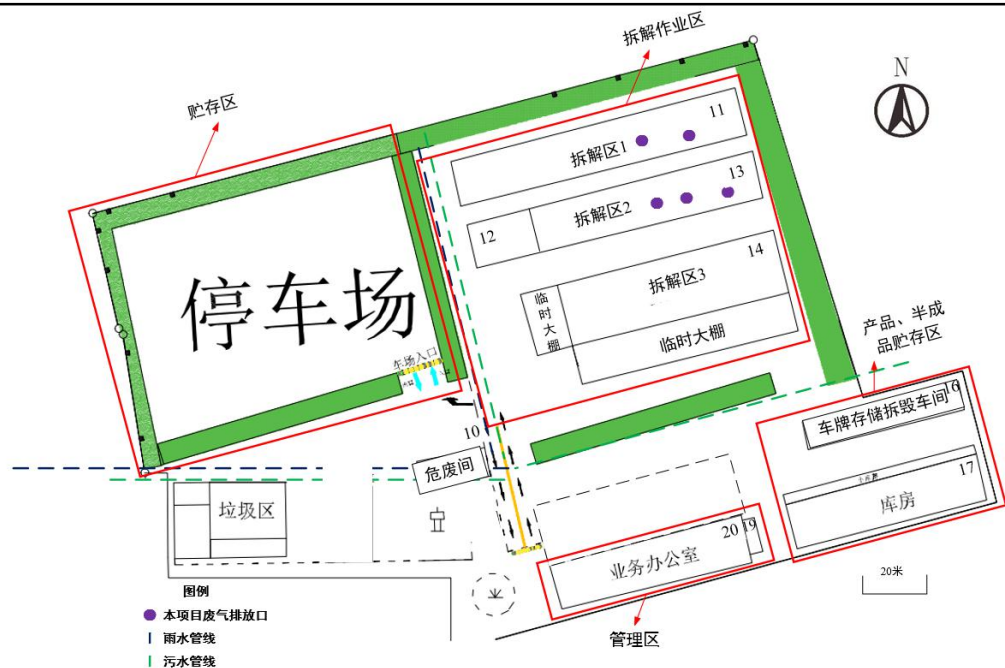 拆解作业区
N
贮存区
拆解区1
11
拆解区2
12
13
停车场
拆解区3
14
临时大棚
临时大棚
产品、半成
品贮存区
车场入口
10
危废间
车牌存储拆毁车间
16
库房
17
垃圾区
业务办公室
20
19
20米
管理区
图例
本项目废气排放口
雨水管线
污水管线